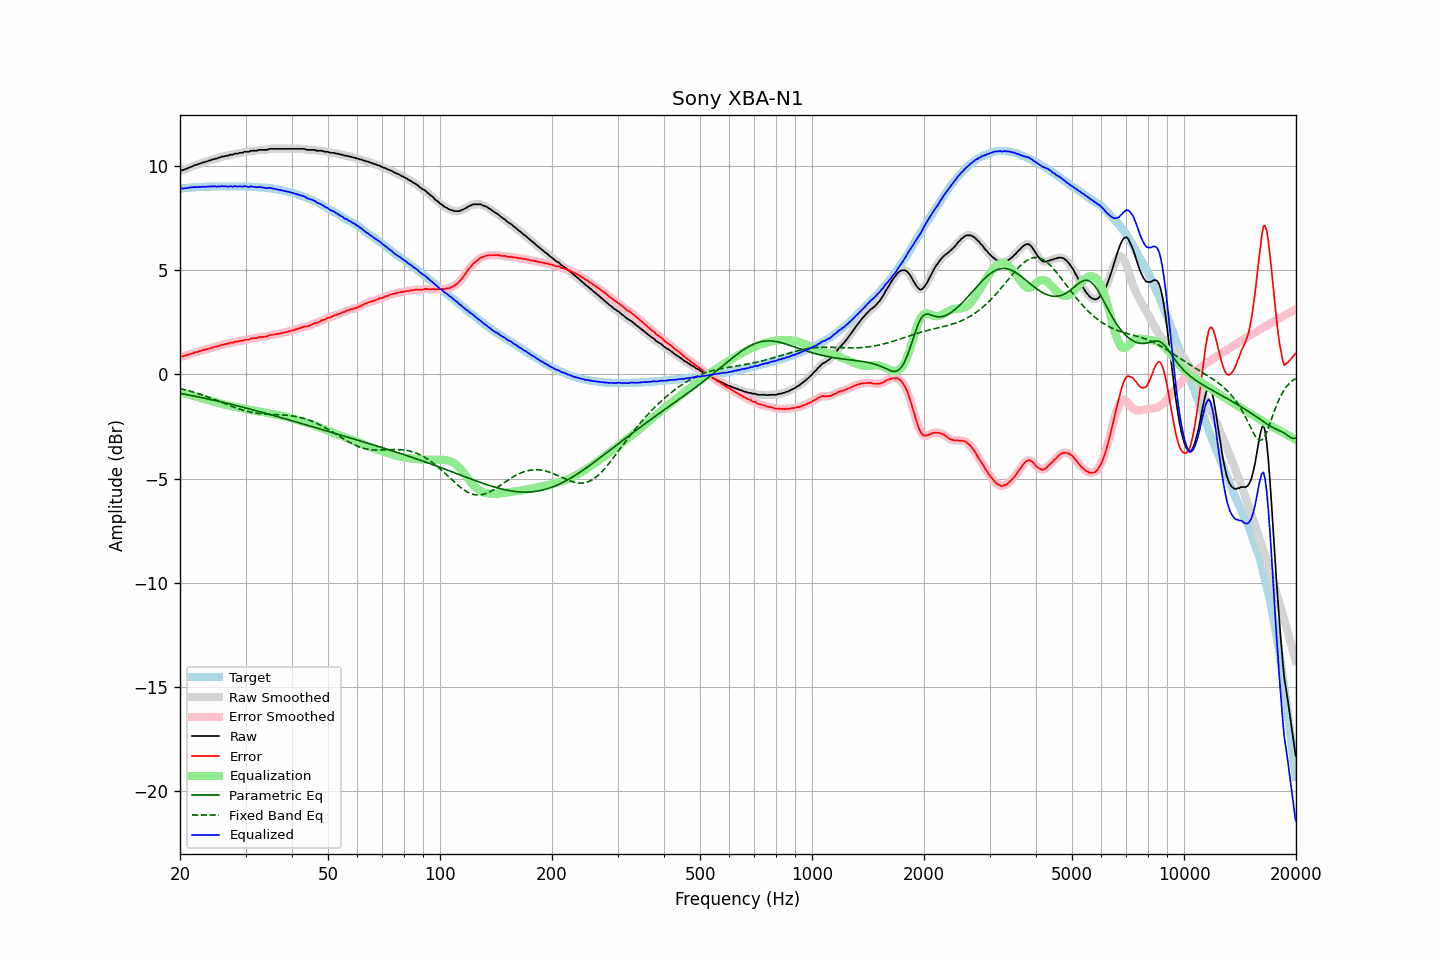 Sony XBA-N1
Amplitude (dBr)
10
5
0
−5
−10
−15
−20
Target
Raw Smoothed
Error Smoothed
Raw
Error
Equalization
Parametric Eq
Fixed Band Eq
Equalized
20 50 100 200 500 1000 2000 5000 10000 20000
Frequency (Hz)